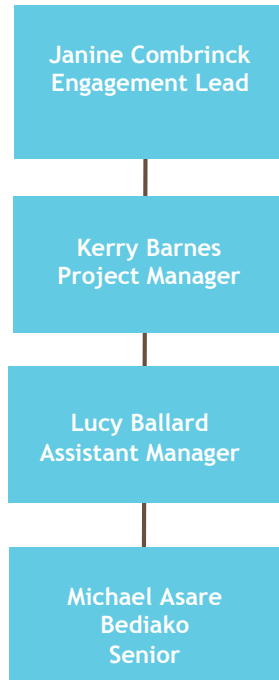 Janine Combrinck
Engagement Lead
Kerry Barnes
Project Manager
Lucy Ballard
Assistant Manager
Michael Asare
Bediako
Senior